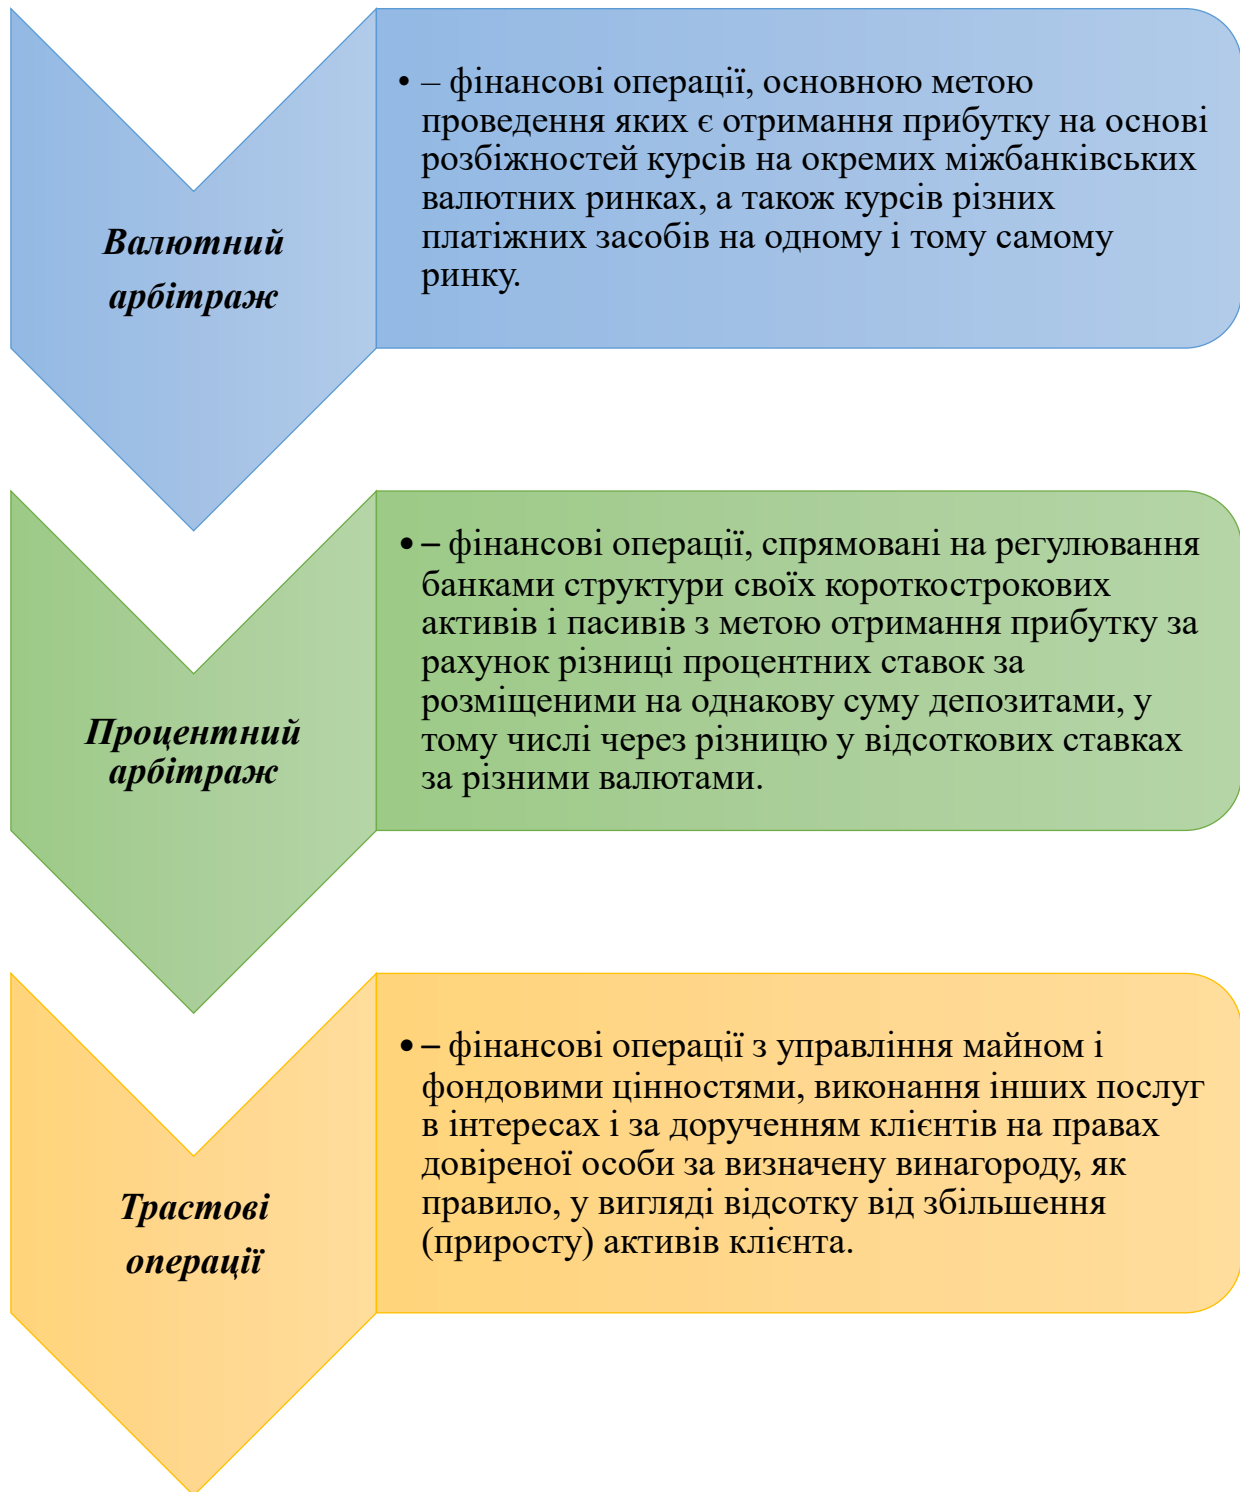 Валютний
арбітраж
• – фінансові операції, основною метою
проведення яких є отримання прибутку на основі
розбіжностей курсів на окремих міжбанківських
валютних ринках, а також курсів різних
платіжних засобів на одному і тому самому
ринку.
Процентний
арбітраж
• – фінансові операції, спрямовані на регулювання
банками структури своїх короткострокових
активів і пасивів з метою отримання прибутку за
рахунок різниці процентних ставок за
розміщеними на однакову суму депозитами, у
тому числі через різницю у відсоткових ставках
за різними валютами.
Трастові
операції
• – фінансові операції з управління майном і
фондовими цінностями, виконання інших послуг
в інтересах і за дорученням клієнтів на правах
довіреної особи за визначену винагороду, як
правило, у вигляді відсотку від збільшення
(приросту) активів клієнта.